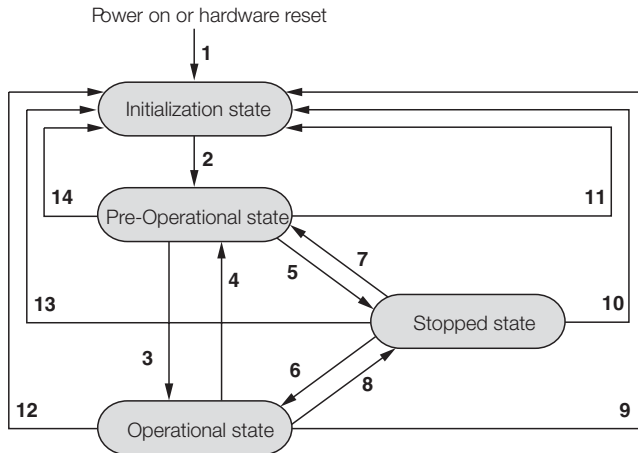 Power on or hardware reset
1
Initialization state
2
14
11
Pre-Operational state
7
4
5
13
10
Stopped state
3
6
8
12
9
Operational state